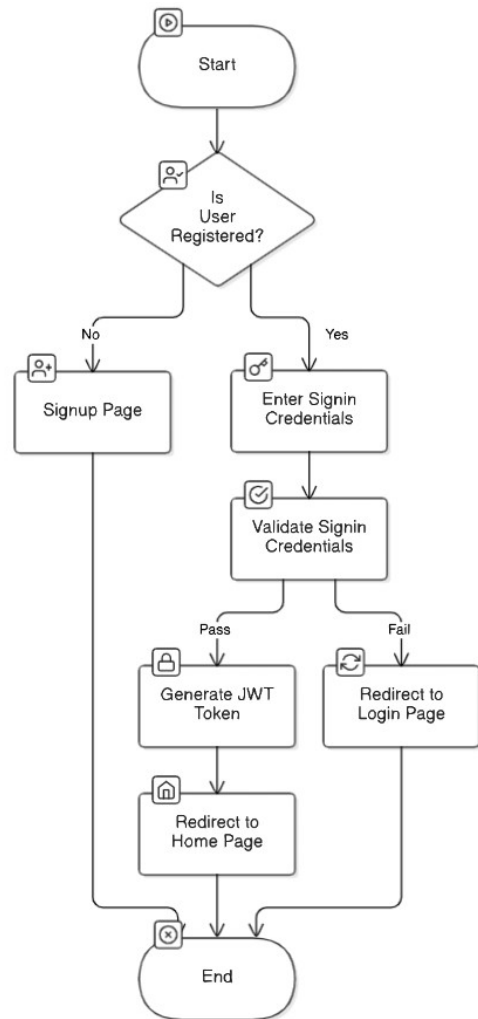 Start
Is
User
Registered?
No
Yes
Signup Page
Enter Signin
Credentials
Validate Signin
Credentials
Pass
Fail
Generate JWT
Token
Redirect to
Login Page
Redirect to
Home Page
End